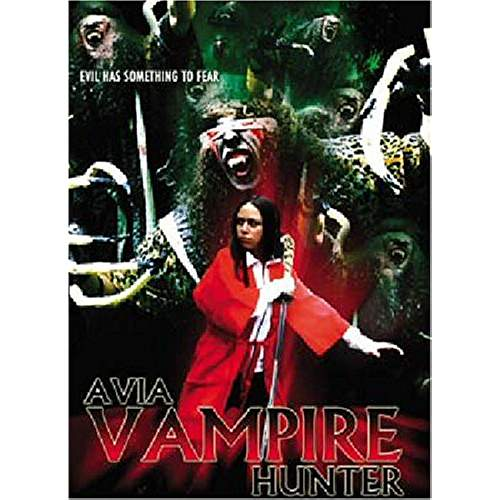 EVIL HAS SOMETHING TO FEAR
AVIA
VAMPIRE
HUNTER